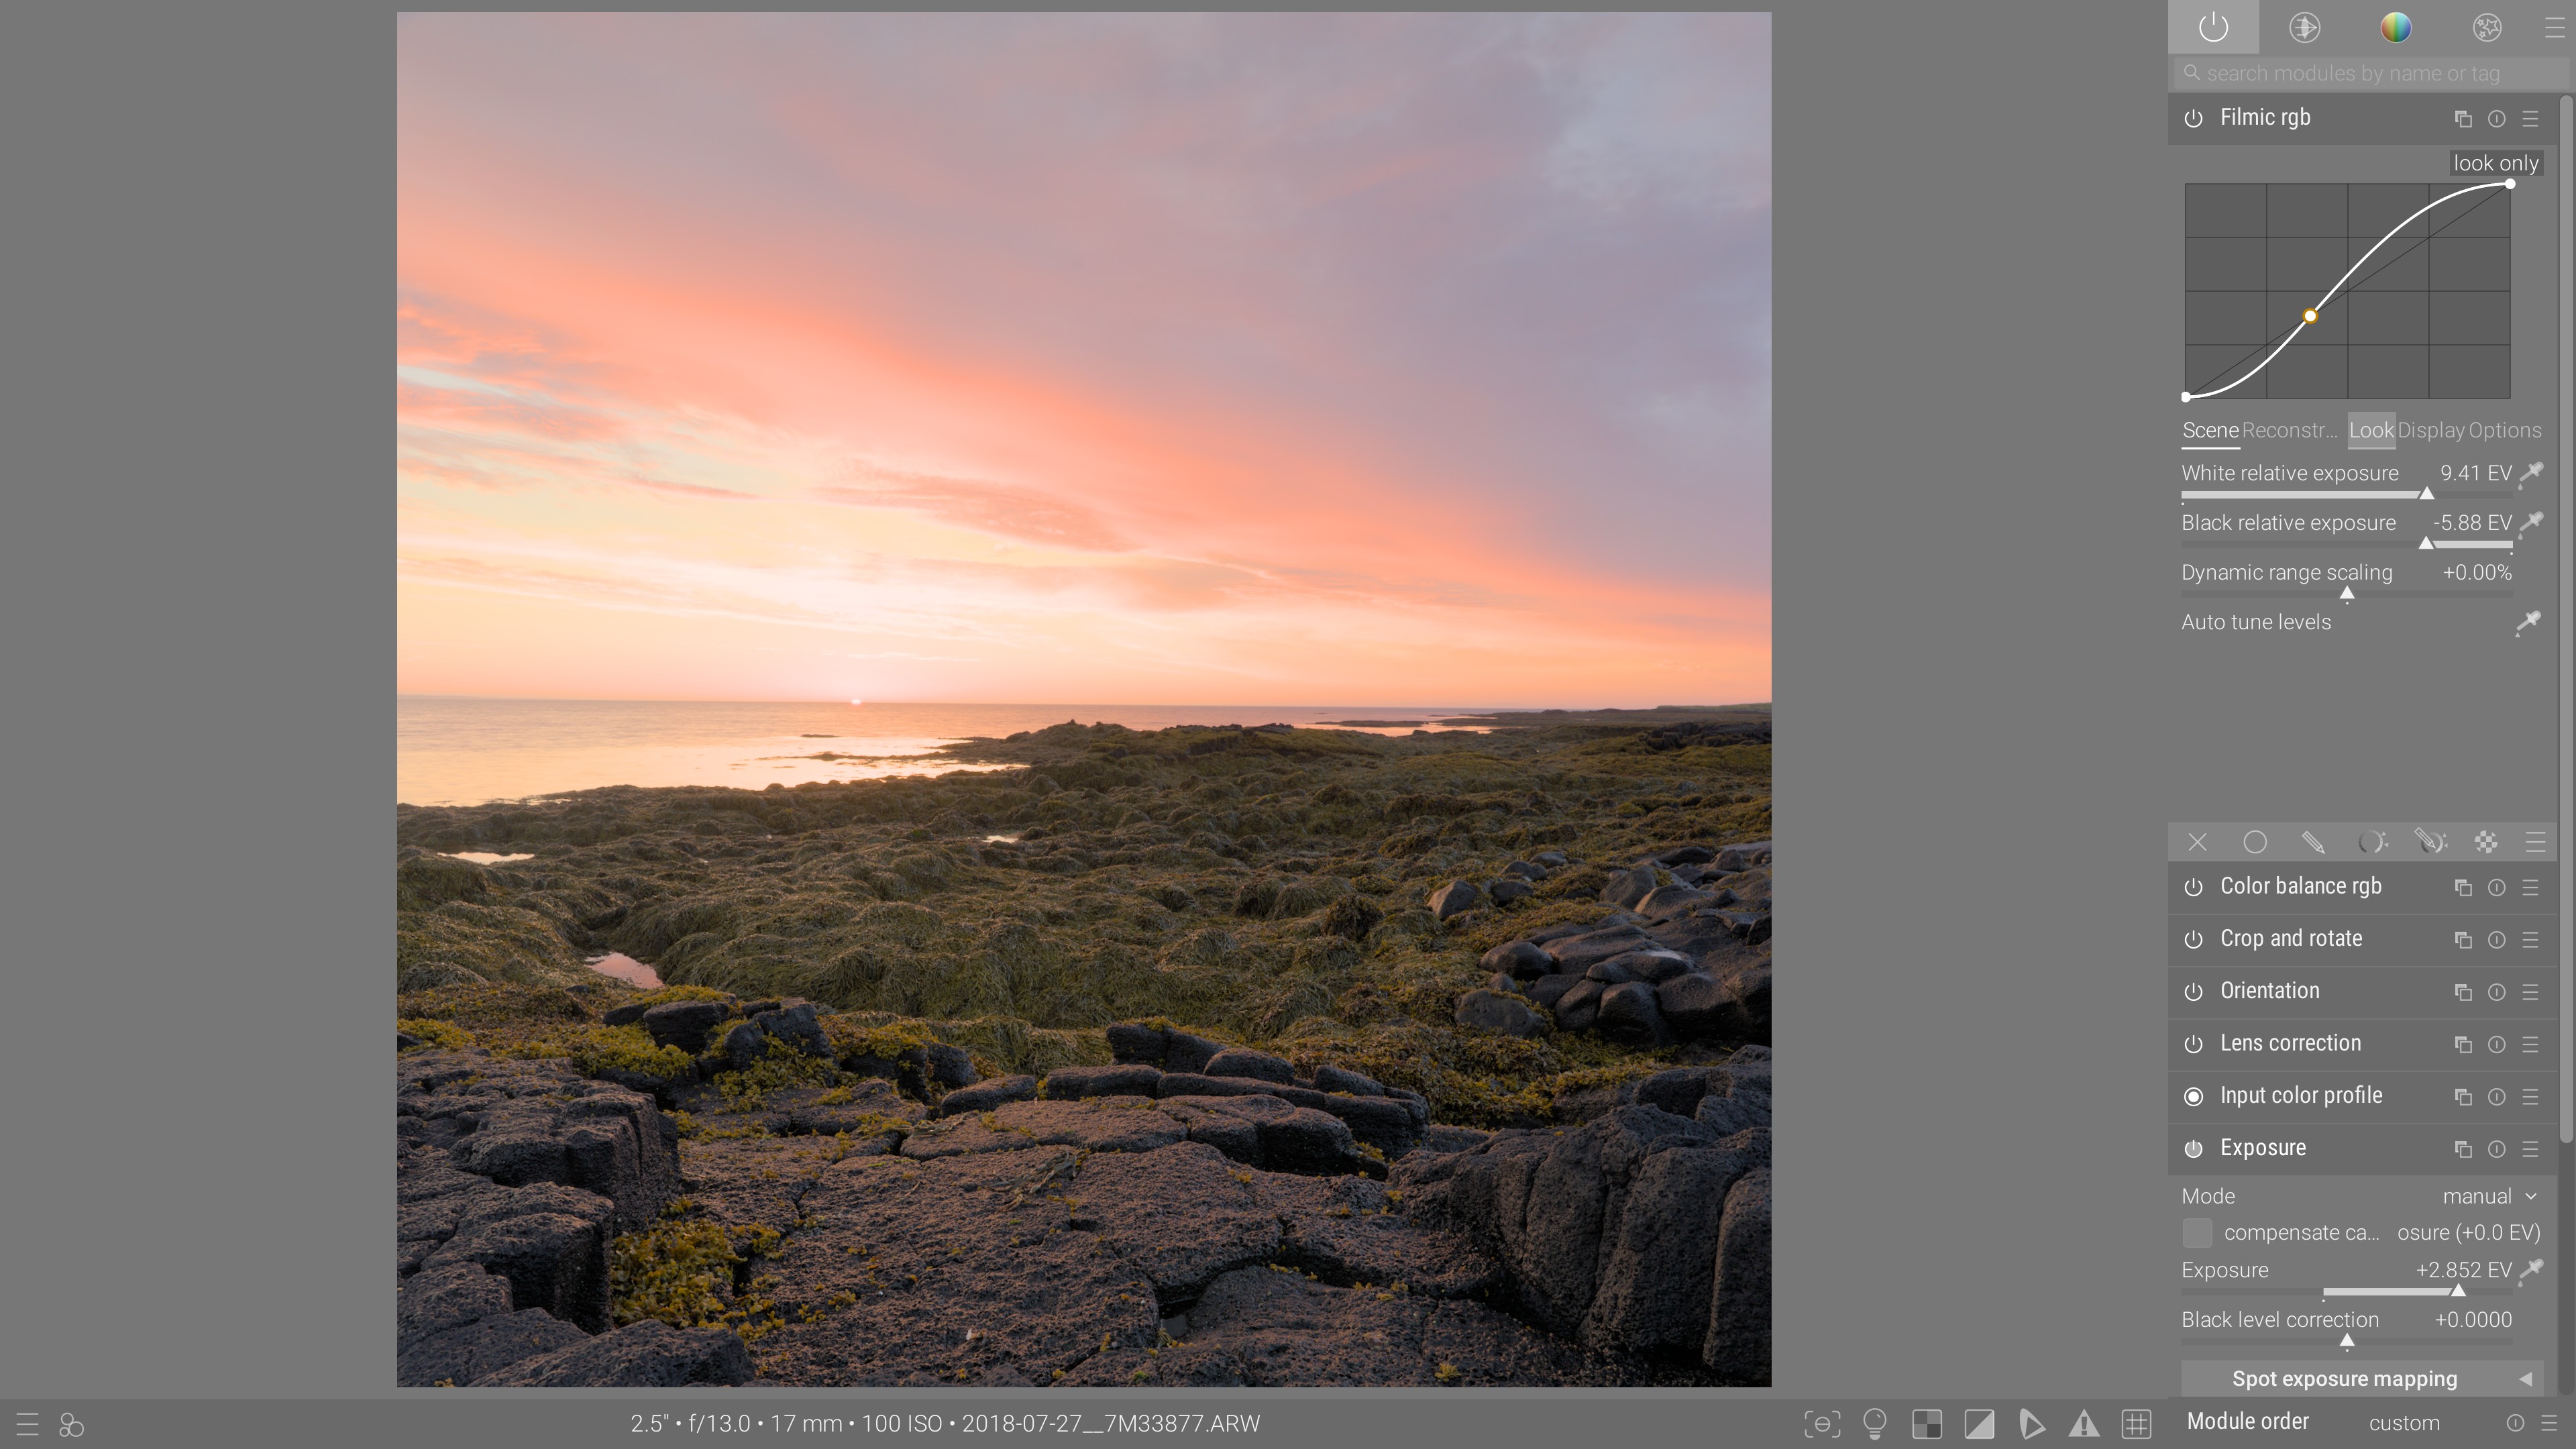 search modules by name or tag
Filmic rgb
look only
Scene Reconstr... Look Display Options
White relative exposure 9.41 EV
Black relative exposure -5.88 EV
Dynamic range scaling +0.00%
Auto tune levels
Color balance rgb
Crop and rotate
Orientation
Lens correction
Input color profile
Exposure
Mode manual
compensate ca... osure (+0.0 EV)
Exposure +2.852 EV
Black level correction +0.0000
Spot exposure mapping
2.5" • f/13.0 • 17 mm • 100 ISO • 2018-07-27__7M33877.ARW
Module order custom